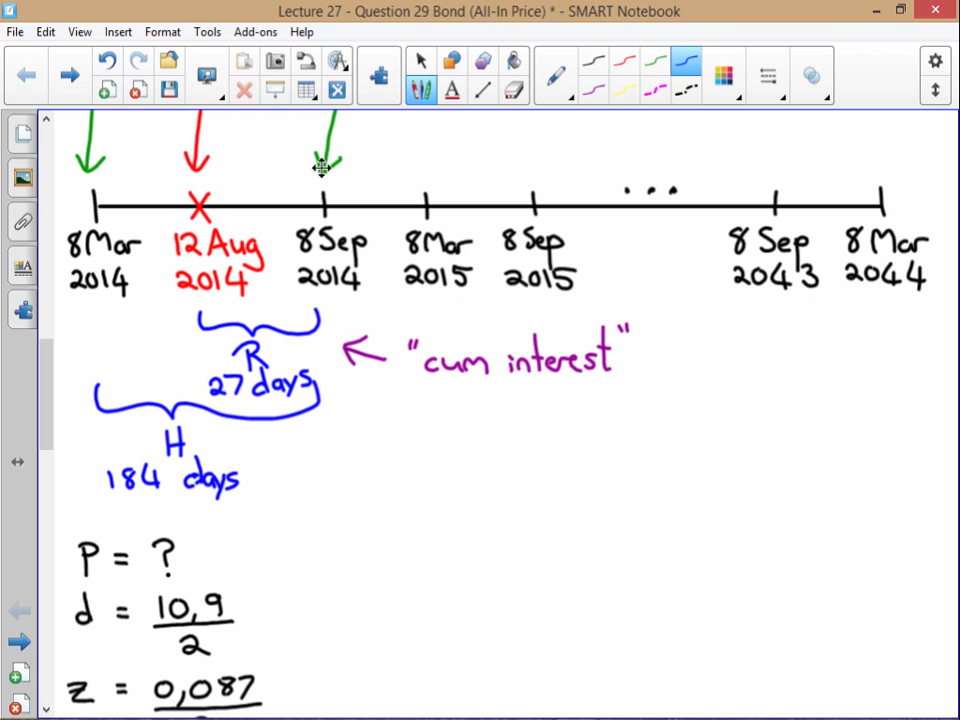 Lecture 27 - Question 29 Bond (All-In Price) * - SMART Notebook
File Edit View Insert Format Tools Add-ons Help
8 Mar 2014
12 Aug 2014
8 Sep 2014
8 Mar 2015
8 Sep 2015
...
8 Sep 2043
8 Mar 2044
R
27 days
"cum interest"
H
184 days
P = ?
d = 10,9
2
z = 0,087